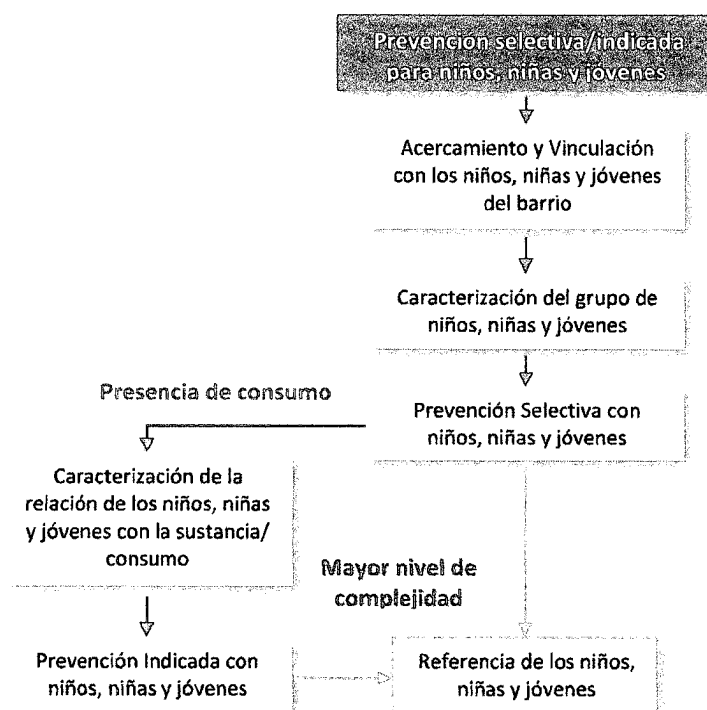 Prevención selectiva/indicada
para niños, niñas y jóvenes
Acercamiento y Vinculación
con los niños, niñas y jóvenes
del barrio
Caracterización del grupo de
niños, niñas y jóvenes
Presencia de consumo
Prevención Selectiva con
niños, niñas y jóvenes
Caracterización de la
relación de los niños, niñas
y jóvenes con la sustancia/
consumo
Mayor nivel de
complejidad
Prevención Indicada con
niños, niñas y jóvenes
Referencia de los niños,
niñas y jóvenes